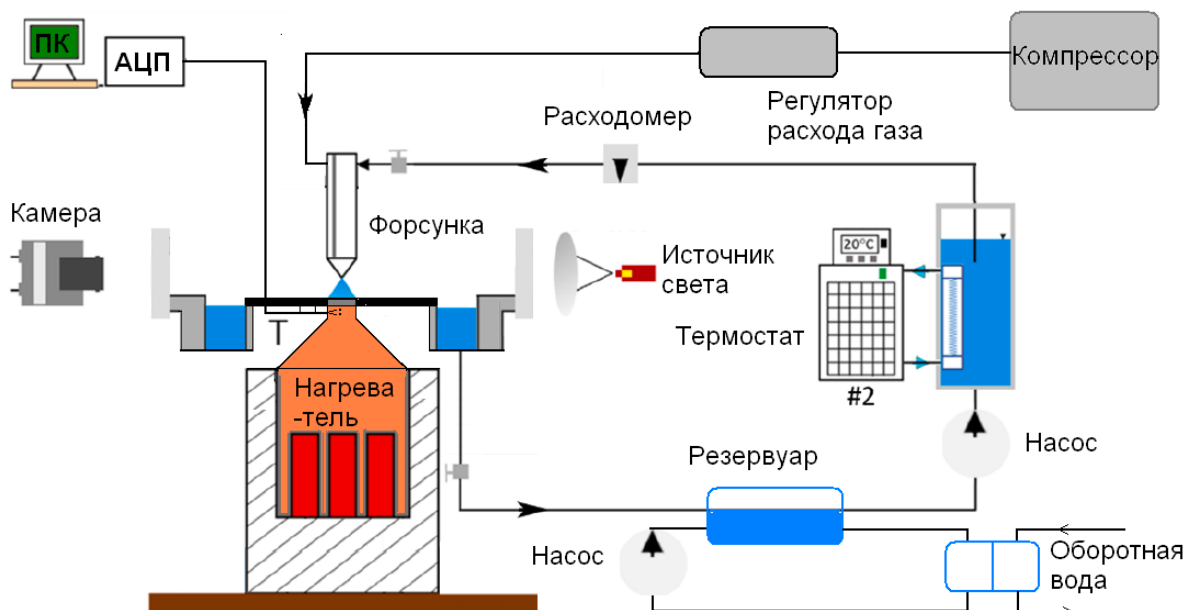 ПК
АЦП
Компрессор
Регулятор
расхода газа
Расходомер
Камера
Форсунка
20°C
Источник
света
Термостат
T
#2
Нагрева
-тель
Насос
Резервуар
Насос
Оборотная
вода